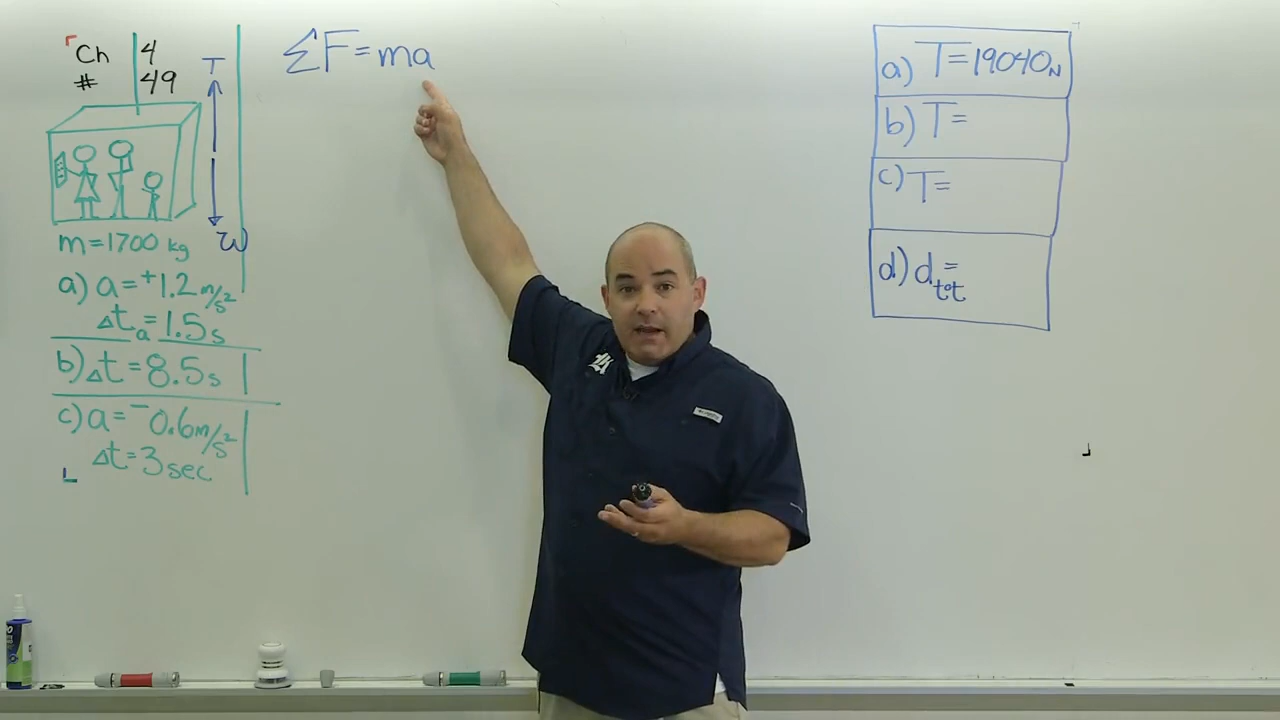 Ch 4
# 49
T
W
m=1700 kg
a) a=+1.2 m/s²
Δtₐ=1.5s
b) Δt=8.5s
c) a=-0.6m/s²
Δt=3sec
ΣF=ma
a) T=19040N
b) T=
c) T=
d) d_tot=